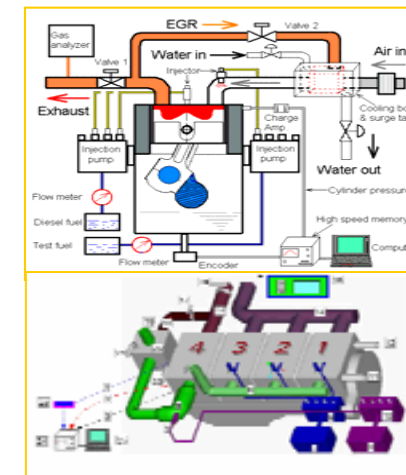 EGR
Valve 2
Gas
analyzer
Valve 1
Water in
Air in
Injector
Exhaust
Charge
Amp
Cooling bo
& surge ta
Injection
pump
Injection
pump
Water out
Flow meter
Cylinder pressure
Diesel fuel
High speed memory
Test fuel
Comput
Flow meter
Encoder
4 3 2 1